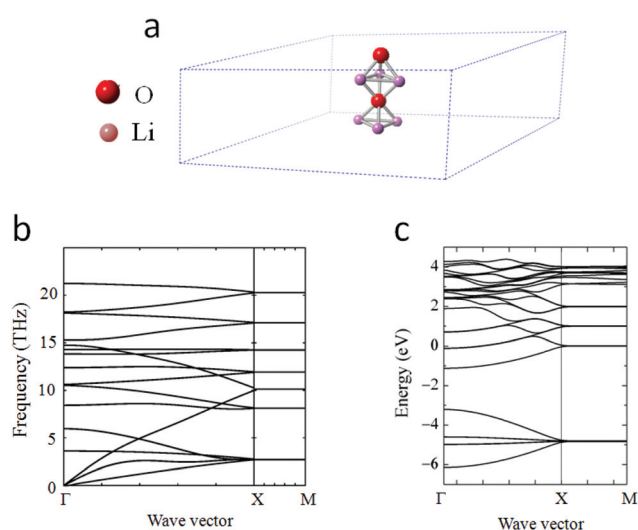 a
O
Li
b
Frequency (THz)
20
15
10
5
0
Γ
X
M
Wave vector
c
Energy (eV)
4
2
0
−2
−4
−6
Γ
X
M
Wave vector